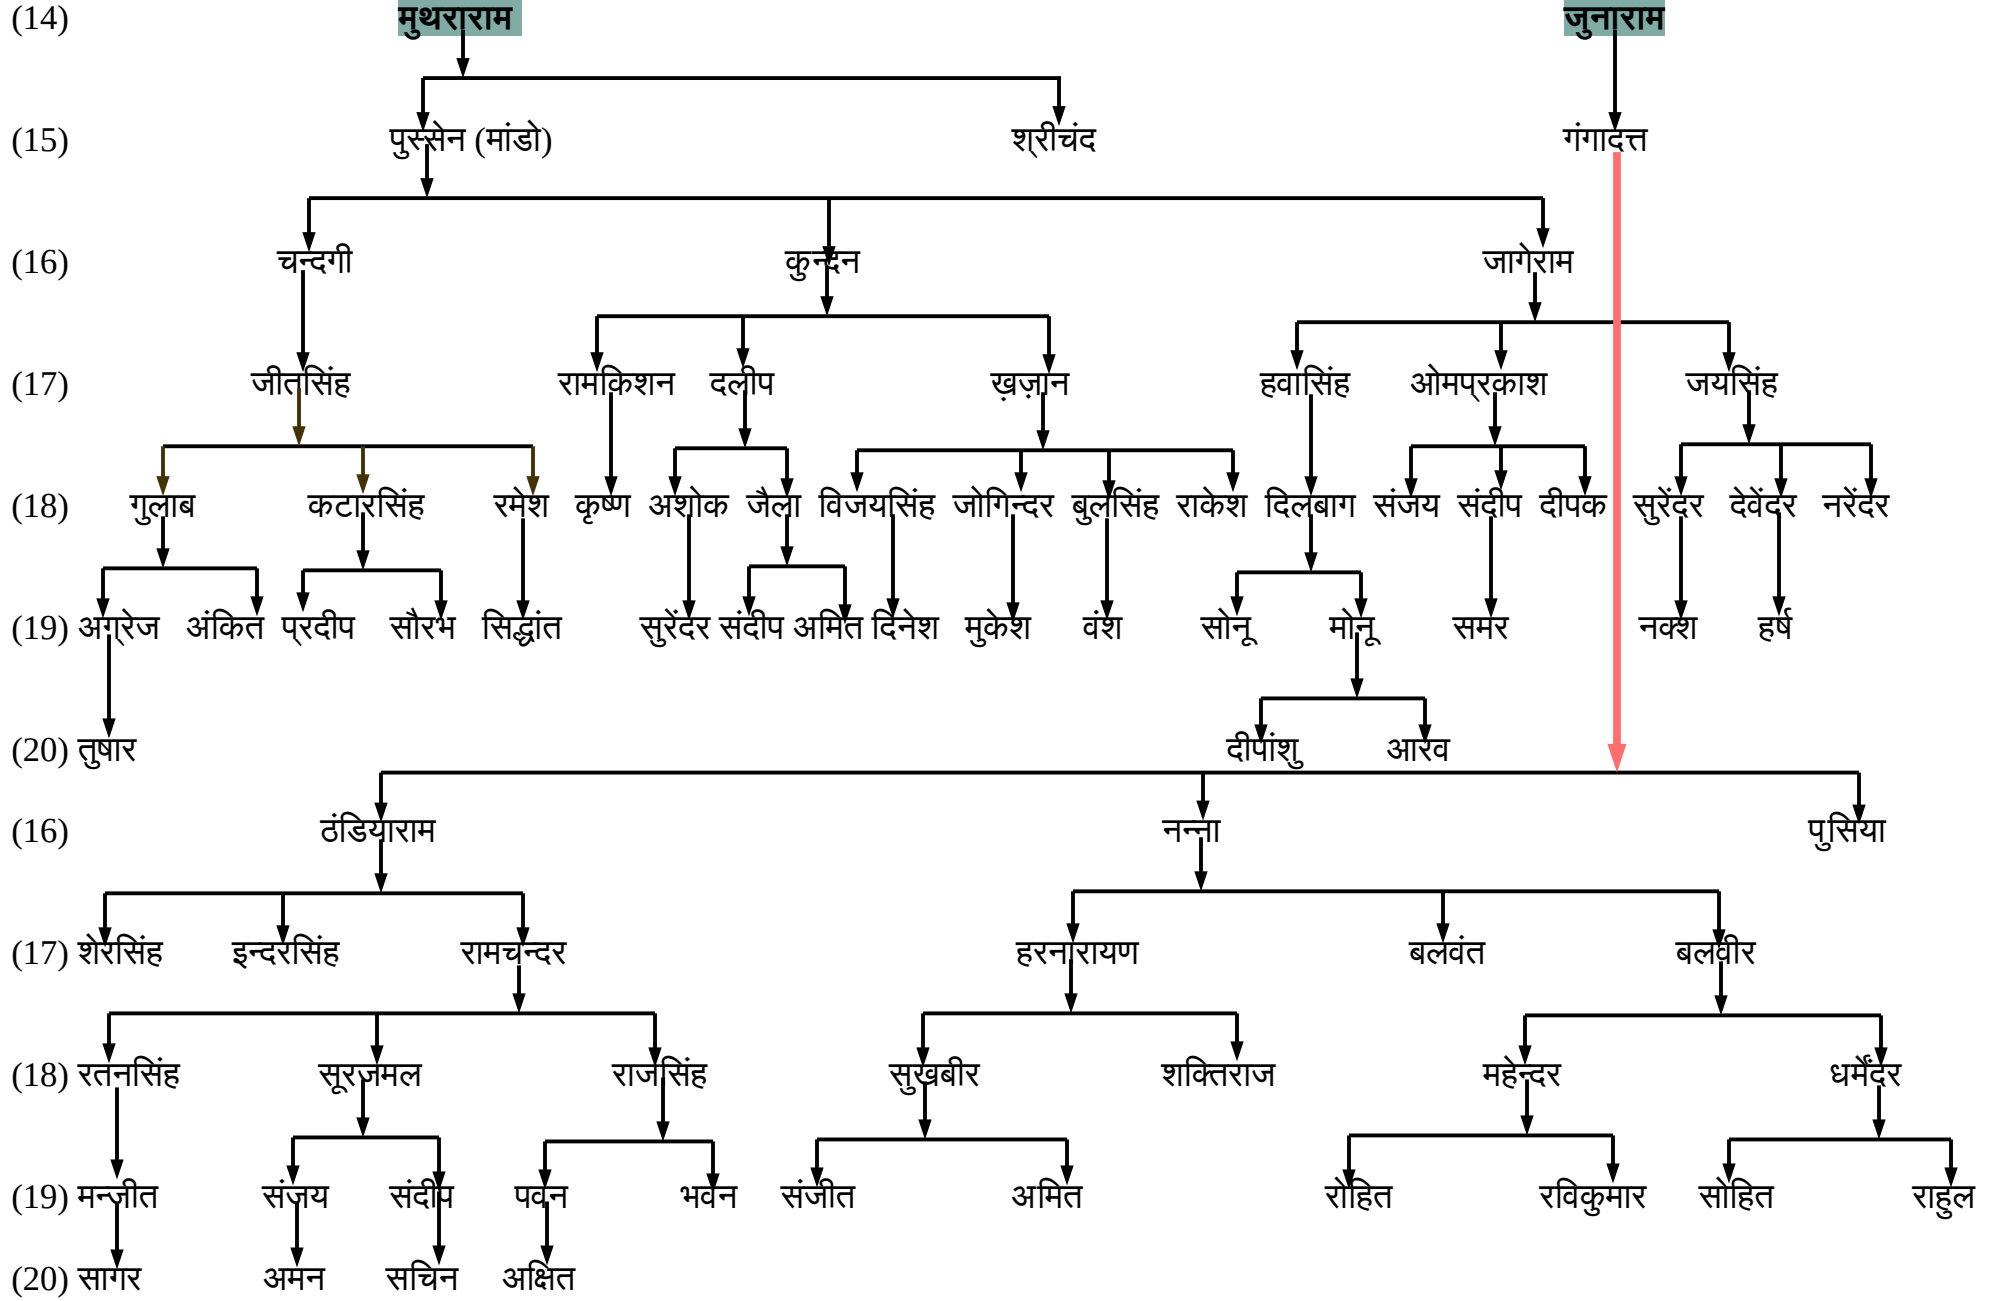 (14) मुथराराम जुनाराम
(15) पुस्सेन (मांडो) श्रीचंद गंगादत्त
(16) चन्दगी कुन्दन जागेराम
(17) जीतसिंह रामकिशन दलीप ख़ज़ान हवासिंह ओमप्रकाश जयसिंह
(18) गुलाब कटारसिंह रमेश कृष्ण अशोक जैला विजयसिंह जोगिन्दर बुलसिंह राकेश दिलबाग संजय संदीप दीपक सुरेंदर देवेंदर नरेंदर
(19) अंग्रेज अंकित प्रदीप सौरभ सिद्धांत सुरेंदर संदीप अमित दिनेश मुकेश वंश सोनू मोनू समर नक्श हर्ष
(20) तुषार दीपांशु आरव
(16) ठंडियाराम नन्ना पुसिया
(17) शेरसिंह इन्दरसिंह रामचन्दर हरनारायण बलवंत बलवीर
(18) रतनसिंह सूरजमल राजसिंह सुखबीर शक्तिराज महेन्दर धर्मेंदर
(19) मन्जीत संजय संदीप पवन भवन संजीत अमित रोहित रविकुमार सोहित राहुल
(20) सागर अमन सचिन अक्षित